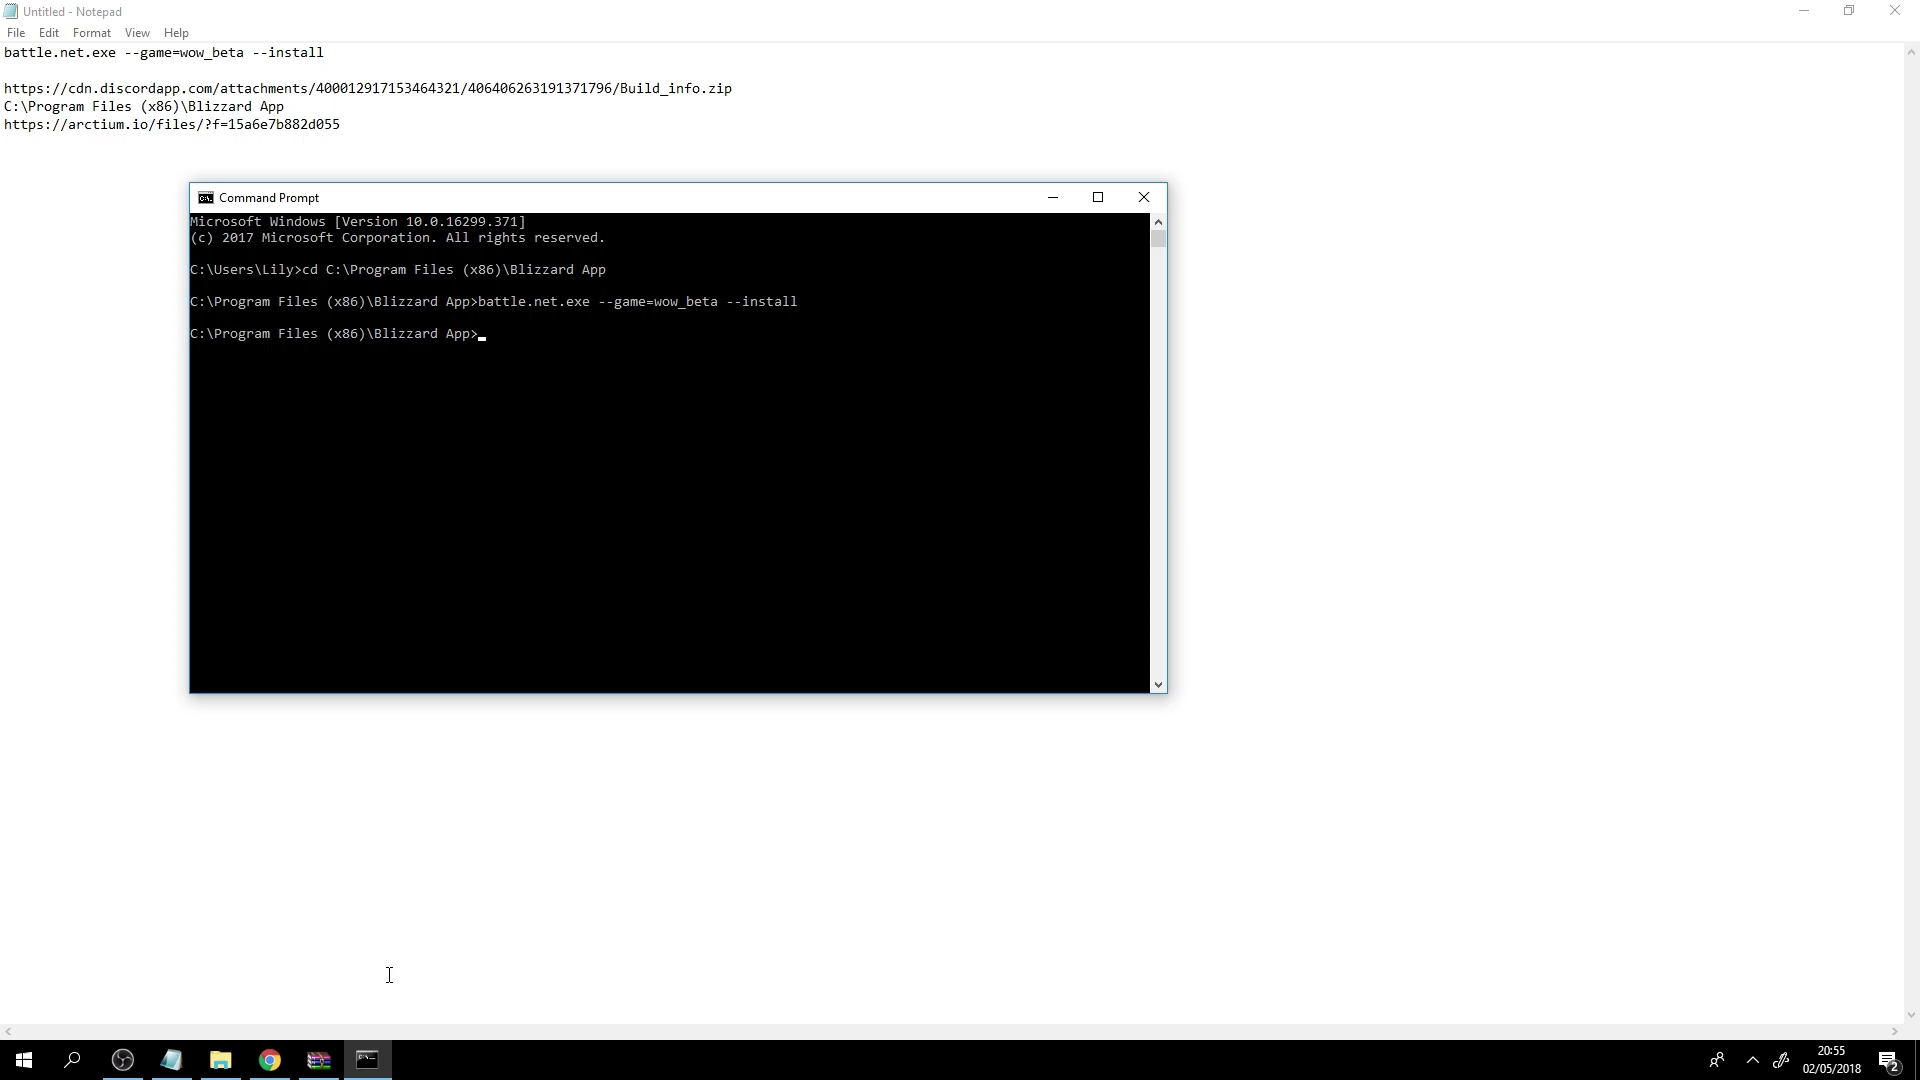 Untitled - Notepad
File Edit Format View Help
battle.net.exe --game=wow_beta --install
https://cdn.discordapp.com/attachments/400012917153464321/406406263191371796/Build_info.zip
C:\Program Files (x86)\Blizzard App
https://arctium.io/files/?f=15a6e7b882d055
Command Prompt
Microsoft Windows [Version 10.0.16299.371]
(c) 2017 Microsoft Corporation. All rights reserved.
C:\Users\Lily>cd C:\Program Files (x86)\Blizzard App
C:\Program Files (x86)\Blizzard App>battle.net.exe --game=wow_beta --install
C:\Program Files (x86)\Blizzard App>
20:55
02/05/2018
2